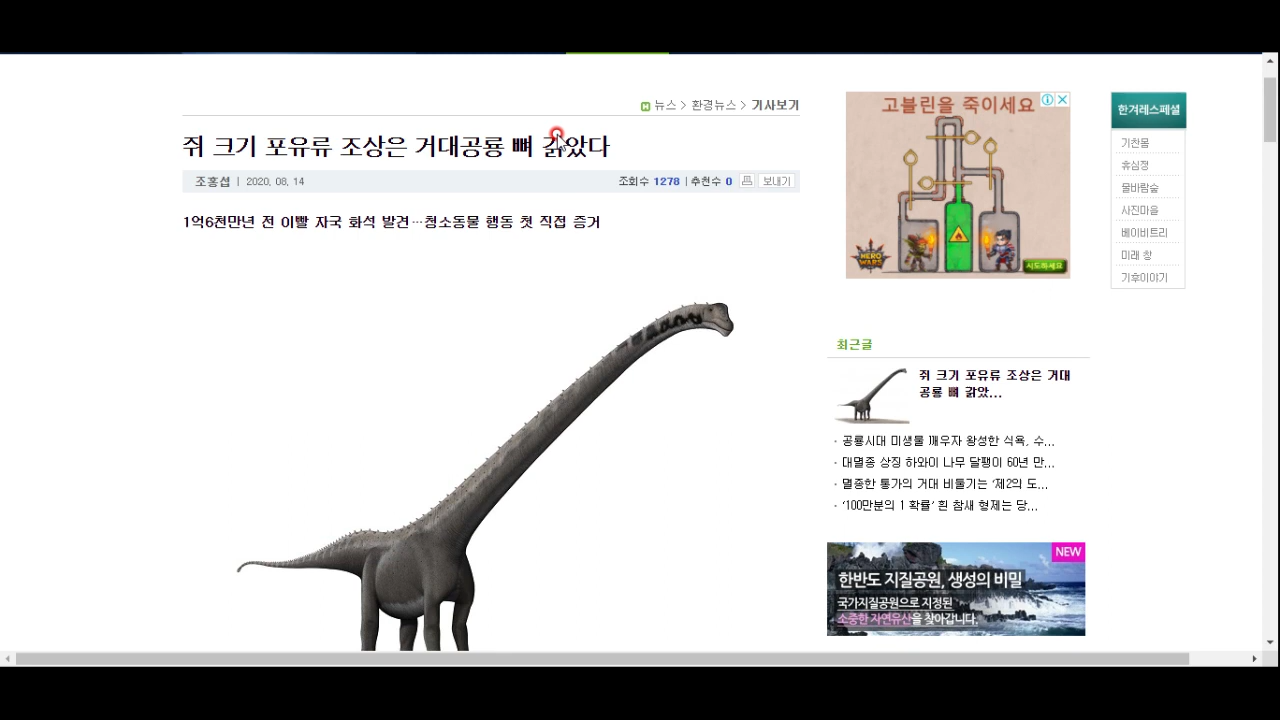 뉴스 > 환경뉴스 > 기사보기
쥐 크기 포유류 조상은 거대공룡 뼈 갉았다
조홍섭 | 2020. 08. 14
조회수 1278 | 추천수 0 보내기
1억6천만년 전 이빨 자국 화석 발견…청소동물 행동 첫 직접 증거
고블린을 죽이세요
HERO WARS
시도하세요
최근글
쥐 크기 포유류 조상은 거대
공룡 뼈 갉았...
· 공룡시대 미생물 깨우자 왕성한 식욕, 수...
· 대멸종 상징 하와이 나무 달팽이 60년 만...
· 멸종한 통가의 거대 비둘기는 ‘제2의 도...
· ‘100만분의 1 확률’ 흰 참새 형제는 당...
NEW
한반도 지질공원, 생성의 비밀
국가지질공원으로 지정된
소중한 자연유산을 찾아갑니다.
한겨레스페셜
기찬몸
휴심정
물바람숲
사진마을
베이비트리
미래 창
기후이야기